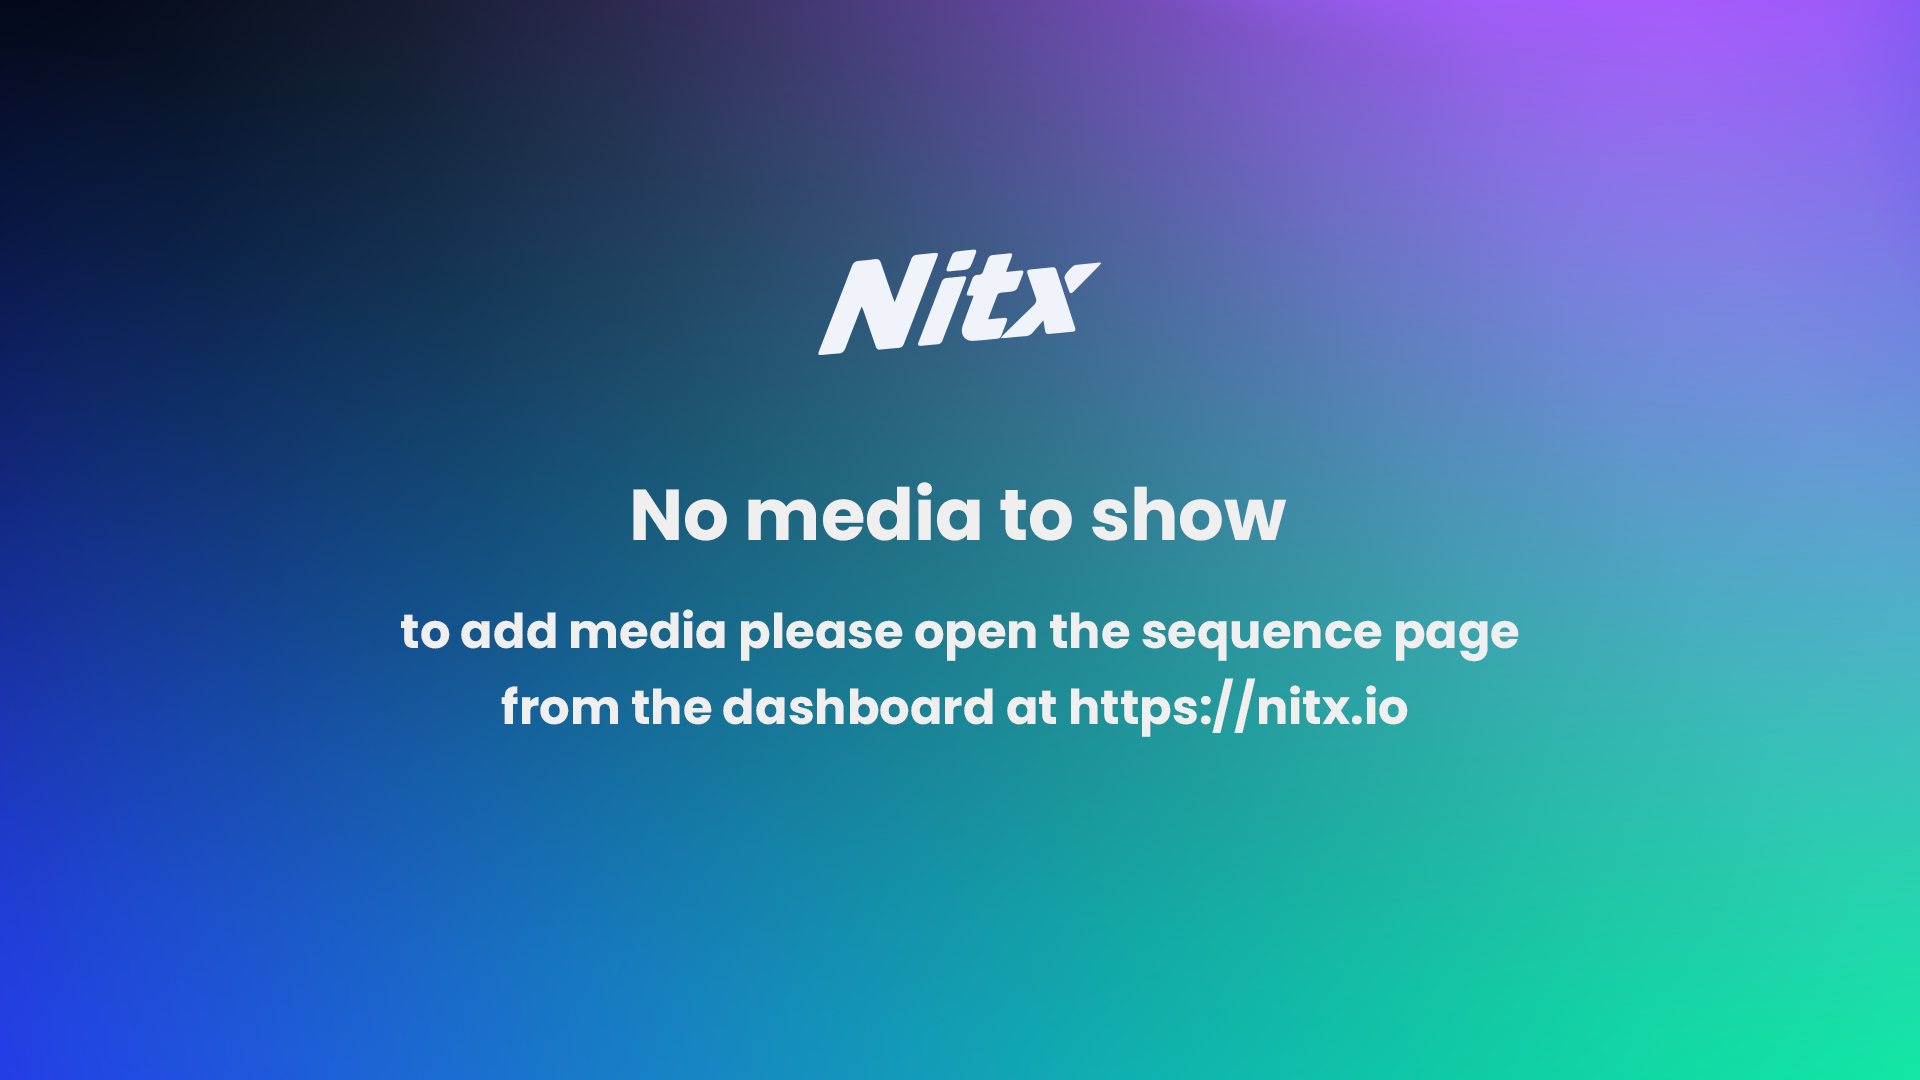 Nitx
No media to show
to add media please open the sequence page
from the dashboard at https://nitx.io